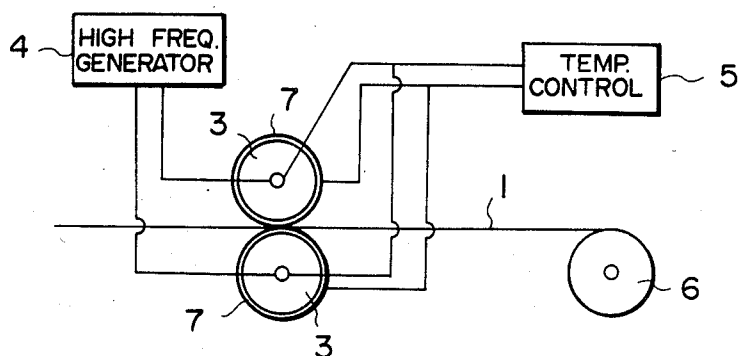 4
HIGH FREQ.
GENERATOR
TEMP.
CONTROL
5
7
3
1
6
7
3